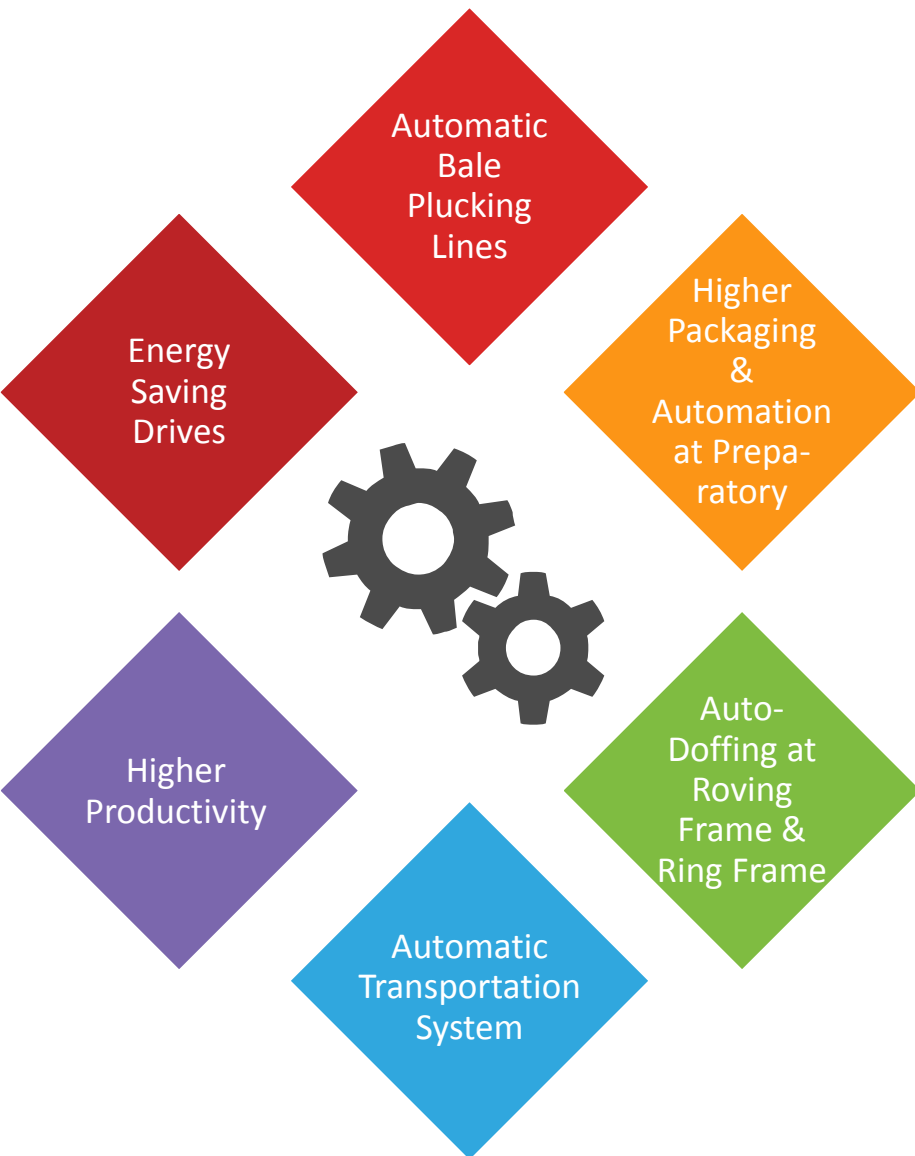 Automatic
Bale
Plucking
Lines
Higher
Packaging
&
Automation
at Prepa-
ratory
Auto-
Doffing at
Roving
Frame &
Ring Frame
Automatic
Transportation
System
Higher
Productivity
Energy
Saving
Drives